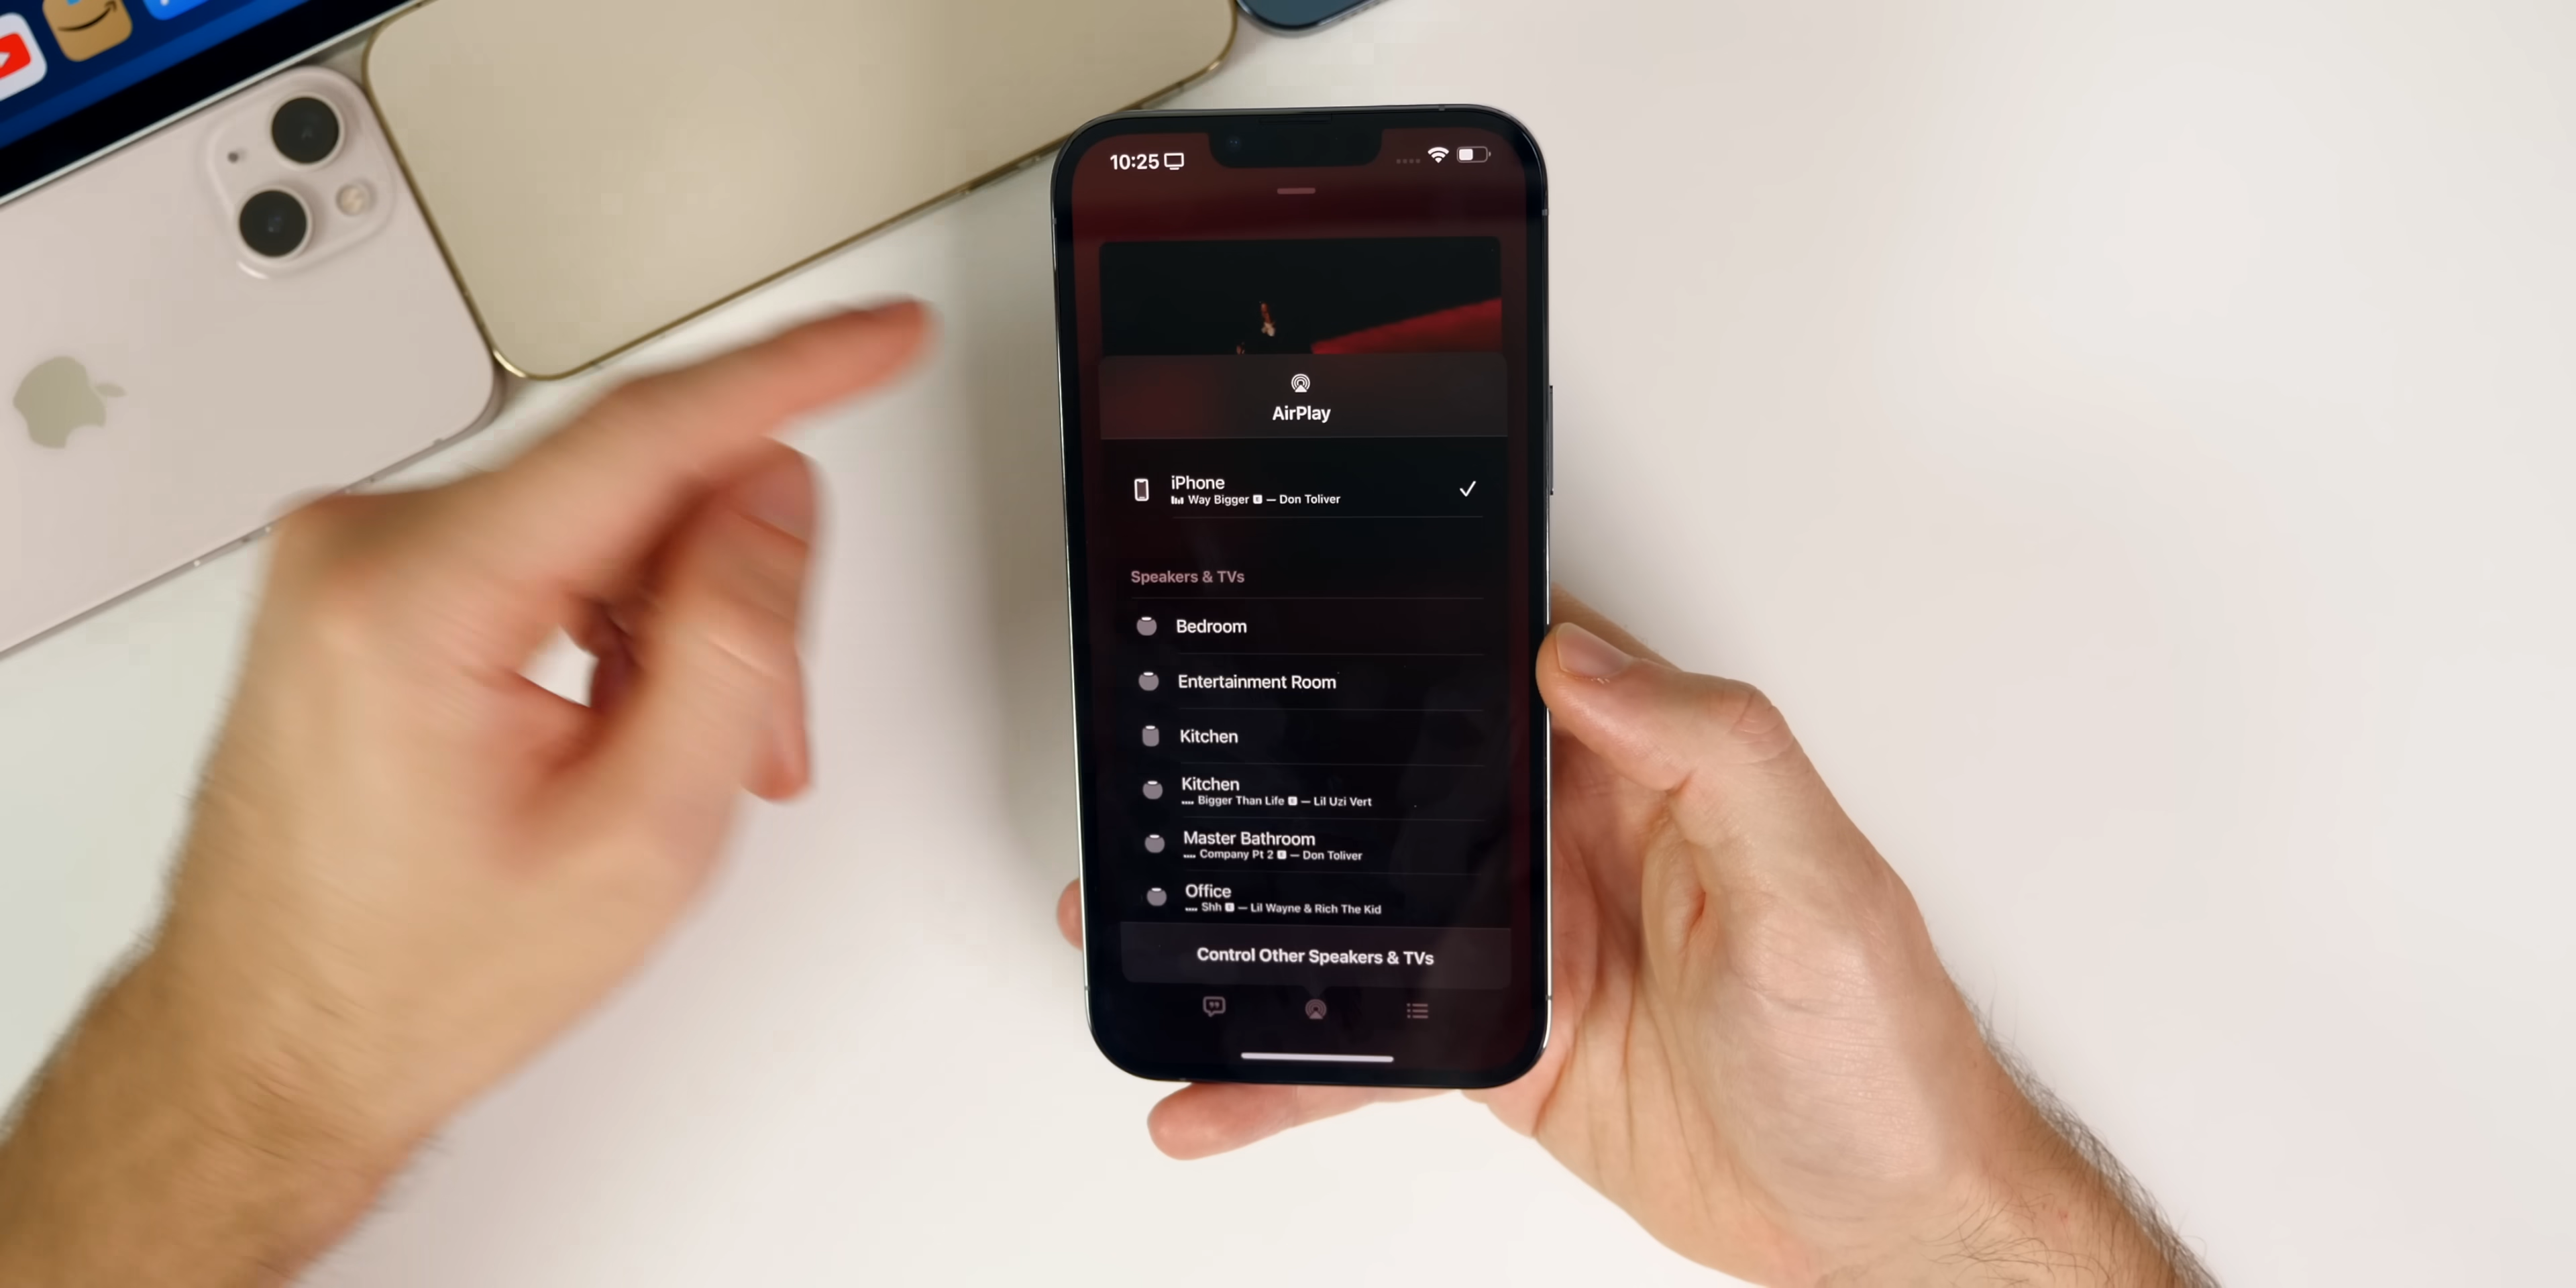 10:25
AirPlay
iPhone
Way Bigger E — Don Toliver
Speakers & TVs
Bedroom
Entertainment Room
Kitchen
Kitchen
Bigger Than Life E — Lil Uzi Vert
Master Bathroom
Company Pt 2 E — Don Toliver
Office
Shh E — Lil Wayne & Rich The Kid
Control Other Speakers & TVs